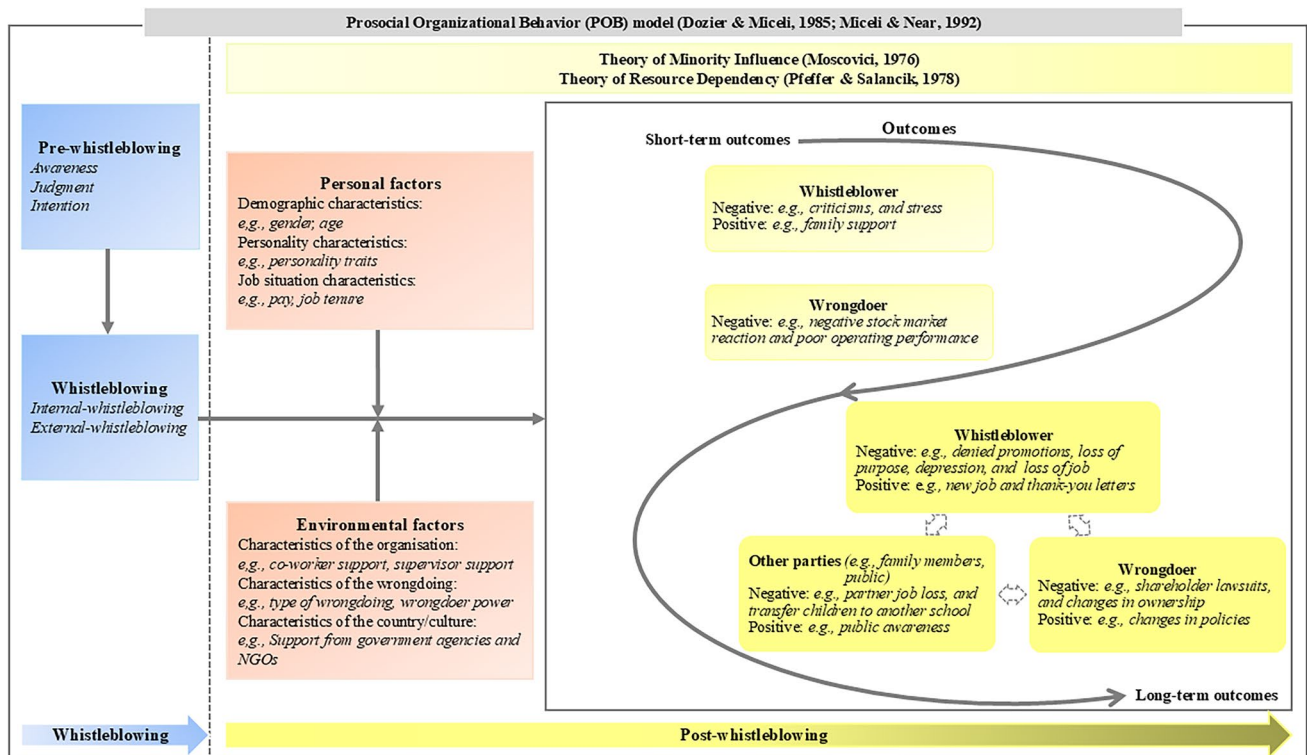 Prosocial Organizational Behavior (POB) model (Dozier & Miceli, 1985; Miceli & Near, 1992)
Theory of Minority Influence (Moscovici, 1976)
Theory of Resource Dependency (Pfeffer & Salancik, 1978)
Pre-whistleblowing
Awareness
Judgment
Intention
Whistleblowing
Internal-whistleblowing
External-whistleblowing
Personal factors
Demographic characteristics:
e,g., gender, age
Personality characteristics:
e,g., personality traits
Job situation characteristics:
e,g., pay, job tenure
Environmental factors
Characteristics of the organisation:
e,g., co-worker support, supervisor support
Characteristics of the wrongdoing:
e,g., type of wrongdoing, wrongdoer power
Characteristics of the country/culture:
e,g., Support from government agencies and
NGOs
Outcomes
Short-term outcomes
Whistleblower
Negative: e.g., criticisms, and stress
Positive: e.g., family support
Wrongdoer
Negative: e.g., negative stock market
reaction and poor operating performance
Whistleblower
Negative: e.g., denied promotions, loss of
purpose, depression, and loss of job
Positive: e.g., new job and thank-you letters
Other parties (e.g., family members,
public)
Negative: e.g., partner job loss, and
transfer children to another school
Positive: e.g., public awareness
Wrongdoer
Negative: e.g., shareholder lawsuits,
and changes in ownership
Positive: e.g., changes in policies
Long-term outcomes
Whistleblowing
Post-whistleblowing